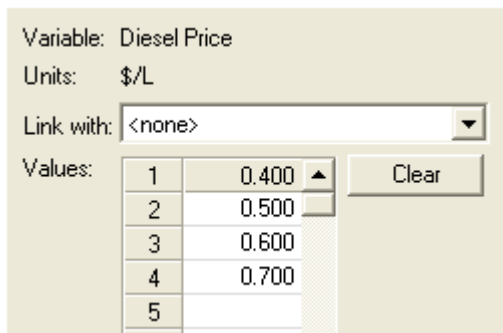 Variable: Diesel Price
Units: $/L
Link with: <none>
Values: 1 0.400 Clear
2 0.500
3 0.600
4 0.700
5